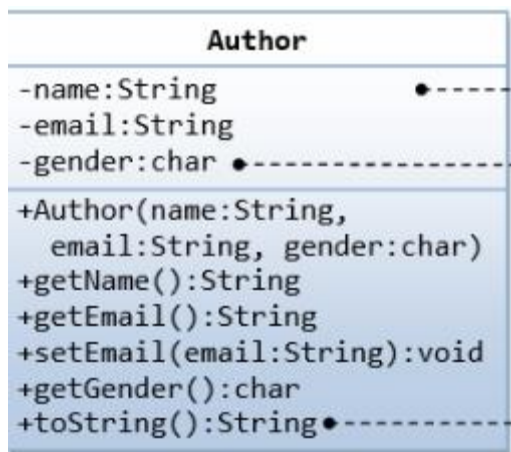 Author
-name:String
-email:String
-gender:char
+Author(name:String,
email:String, gender:char)
+getName():String
+getEmail():String
+setEmail(email:String):void
+getGender():char
+toString():String